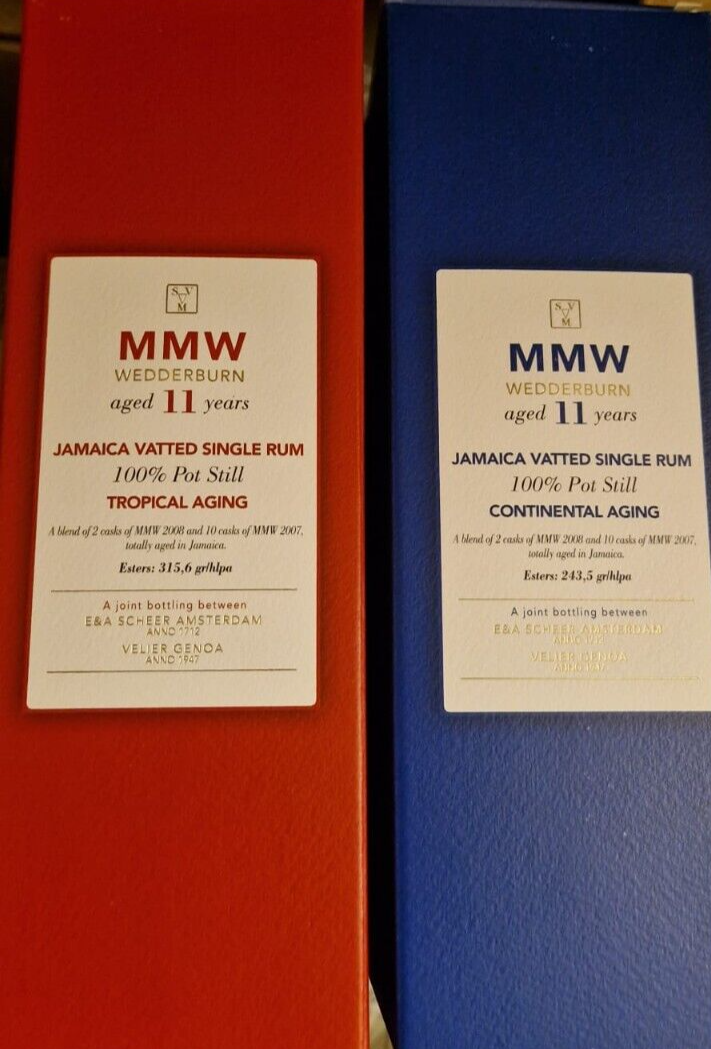 S V
M
MMW
WEDDERBURN
aged 11 years
JAMAICA VATTED SINGLE RUM
100% Pot Still
TROPICAL AGING
A blend of 2 casks of MMW 2008 and 10 casks of MMW 2007,
totally aged in Jamaica.
Esters: 315,6 gr/hlpa
A joint bottling between
E&A SCHEER AMSTERDAM
ANNO 1712
VELIER GENOA
ANNO 1947
S V
M
MMW
WEDDERBURN
aged 11 years
JAMAICA VATTED SINGLE RUM
100% Pot Still
CONTINENTAL AGING
A blend of 2 casks of MMW 2008 and 10 casks of MMW 2007,
totally aged in Jamaica.
Esters: 243,5 gr/hlpa
A joint bottling between
E&A SCHEER AMSTERDAM
VELIER GENOA